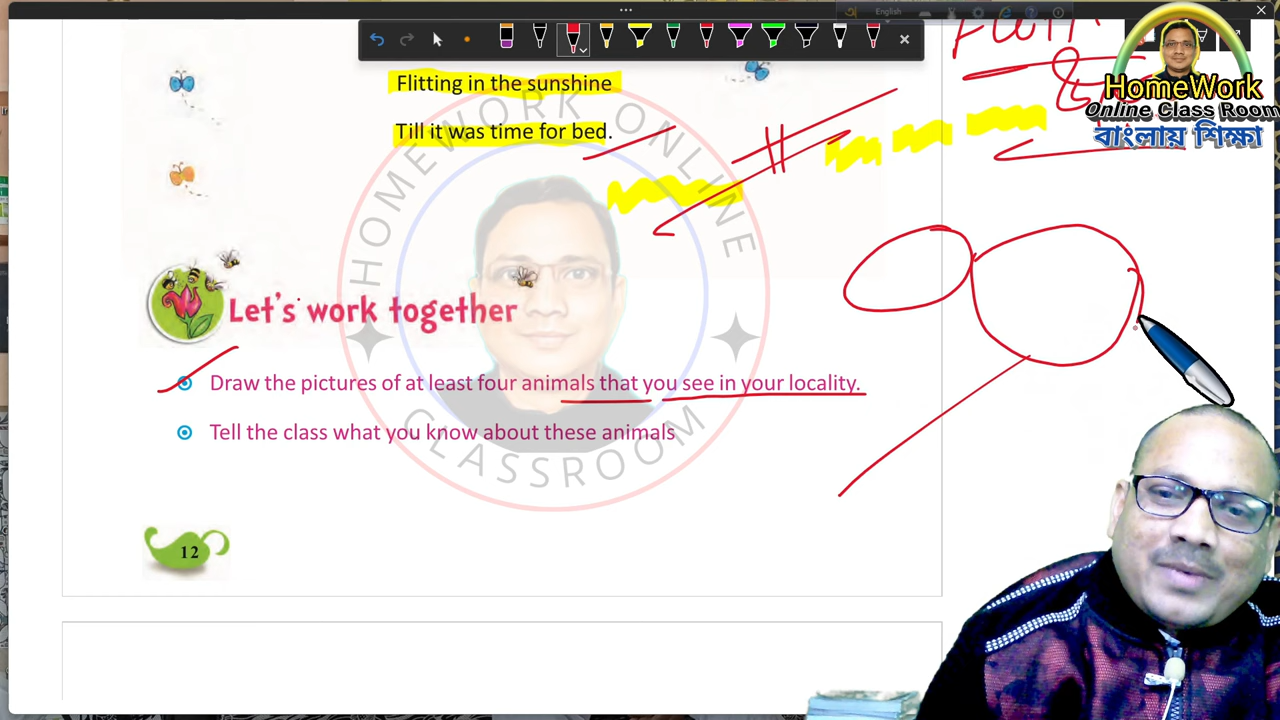 English
Flitting in the sunshine
Till it was time for bed.
HomeWork
Online Class Room
বাংলায় শিক্ষা
HOMEWORK ONLINE
CLASSROOM
Let's work together
Draw the pictures of at least four animals that you see in your locality.
Tell the class what you know about these animals
12